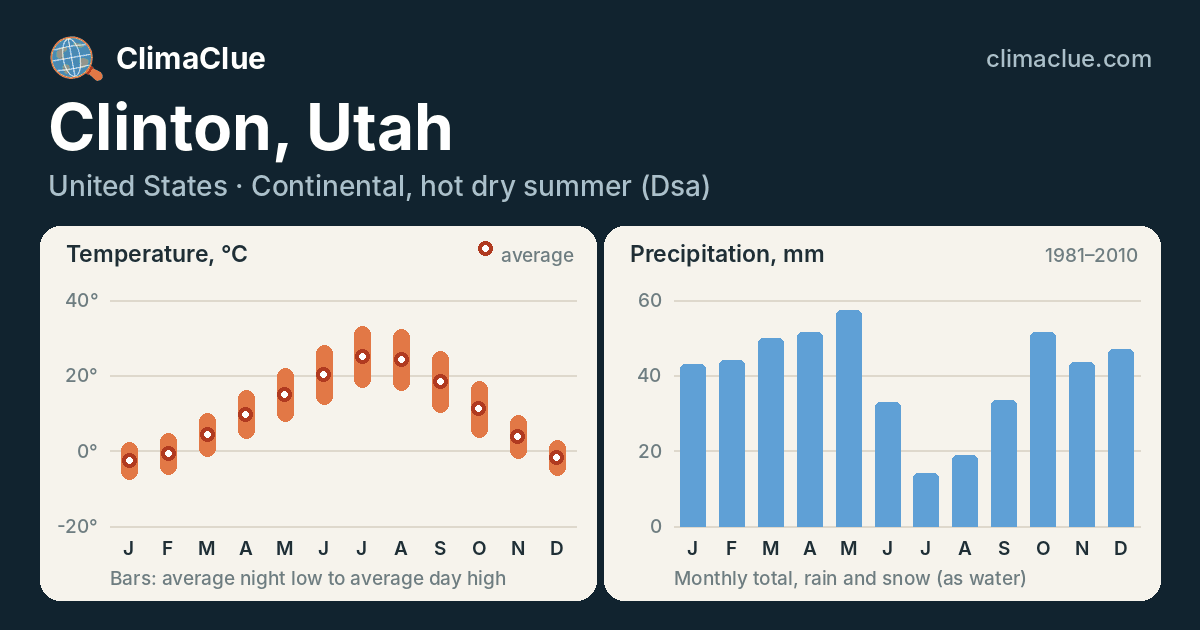 ClimaClue
climaclue.com
Clinton, Utah
United States · Continental, hot dry summer (Dsa)
Temperature, °C
average
40°
20°
0°
-20°
J F M A M J J A S O N D
Bars: average night low to average day high
Precipitation, mm
1981–2010
60
40
20
0
J F M A M J J A S O N D
Monthly total, rain and snow (as water)